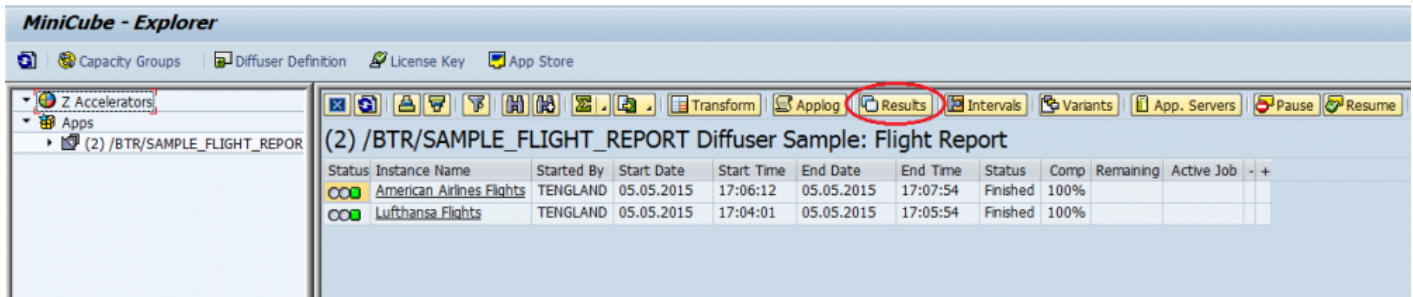 MiniCube - Explorer
Capacity Groups Diffuser Definition License Key App Store
Z Accelerators
Apps
(2) /BTR/SAMPLE_FLIGHT_REPOR
Transform Applog Results Intervals Variants App. Servers Pause Resume
(2) /BTR/SAMPLE_FLIGHT_REPORT Diffuser Sample: Flight Report
Status Instance Name Started By Start Date Start Time End Date End Time Status Comp Remaining Active Job - +
American Airlines Flights TENGLAND 05.05.2015 17:06:12 05.05.2015 17:07:54 Finished 100%
Lufthansa Flights TENGLAND 05.05.2015 17:04:01 05.05.2015 17:05:54 Finished 100%